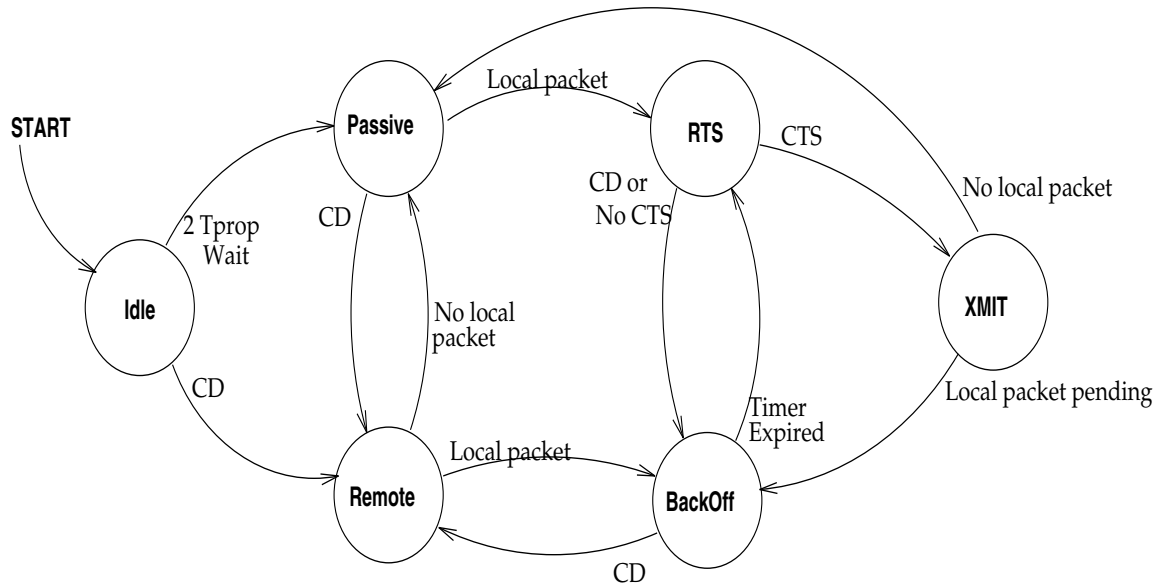 Local packet
START
Passive
RTS
CTS
CD or
No CTS
No local packet
CD
2 Tprop
Wait
Idle
XMIT
No local
packet
CD
Local packet pending
Timer
Expired
Local packet
Remote
BackOff
CD